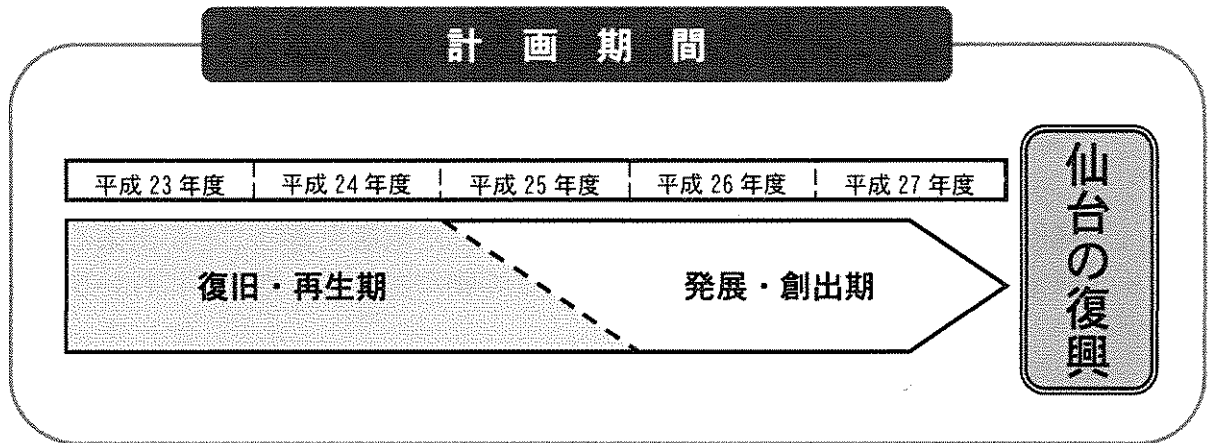 計画期間
平成 23 年度 平成 24 年度 平成 25 年度 平成 26 年度 平成 27 年度
復旧・再生期 発展・創出期
仙台の復興